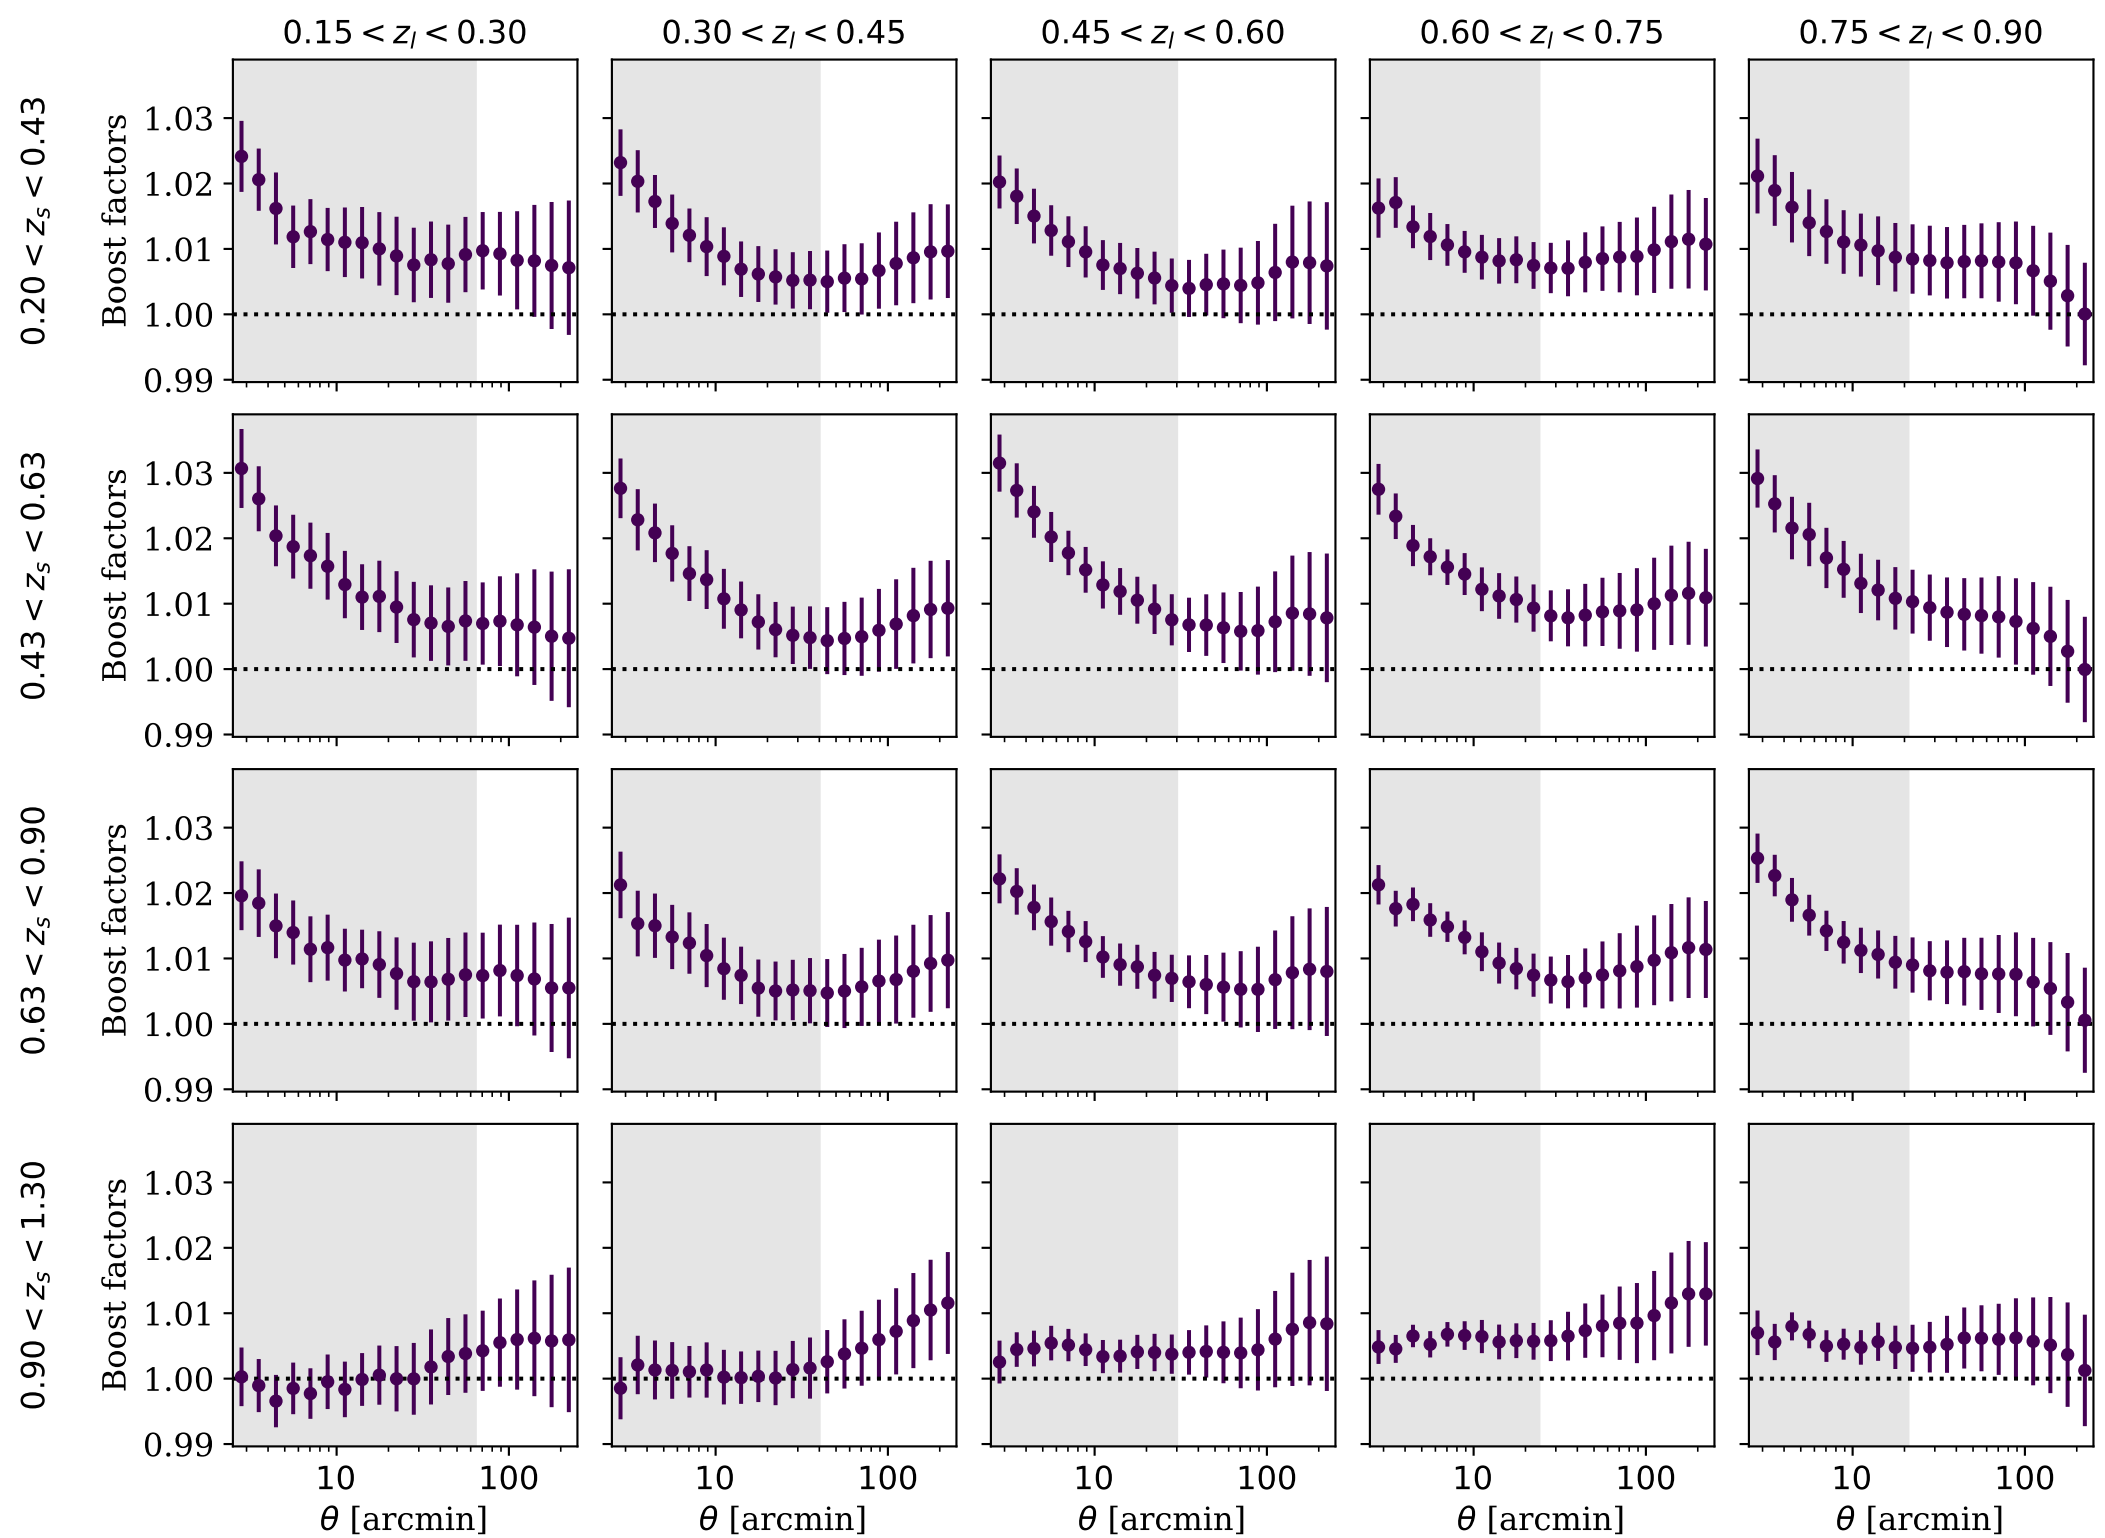 0.15 < z_l < 0.30 0.30 < z_l < 0.45 0.45 < z_l < 0.60 0.60 < z_l < 0.75 0.75 < z_l < 0.90
0.20 < z_s < 0.43
Boost factors
1.03
1.02
1.01
1.00
0.99
0.43 < z_s < 0.63
Boost factors
1.03
1.02
1.01
1.00
0.99
0.63 < z_s < 0.90
Boost factors
1.03
1.02
1.01
1.00
0.99
0.90 < z_s < 1.30
Boost factors
1.03
1.02
1.01
1.00
0.99
10 100 10 100 10 100 10 100 10 100
θ [arcmin] θ [arcmin] θ [arcmin] θ [arcmin] θ [arcmin]